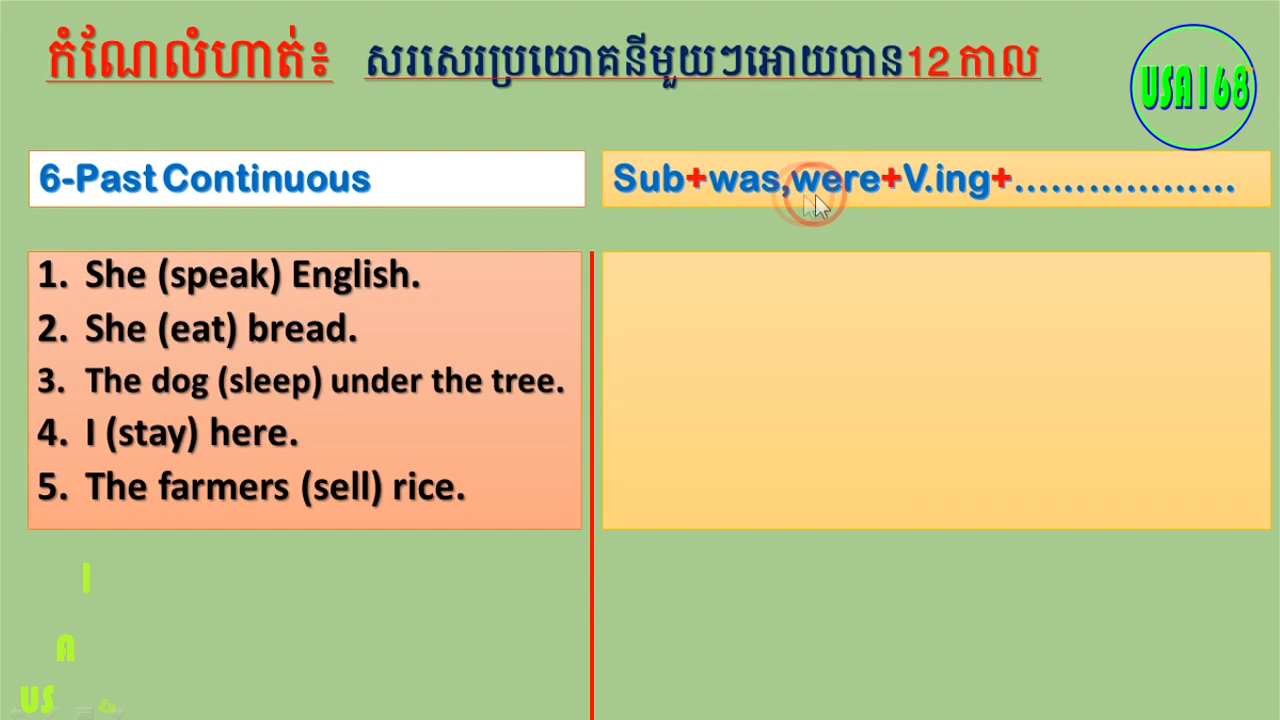 កំណែលំហាត់៖ សរសេរប្រយោគនីមួយៗអោយបាន12 កាល
USA168
6-Past Continuous
Sub+was,were+V.ing+………………
1. She (speak) English.
2. She (eat) bread.
3. The dog (sleep) under the tree.
4. I (stay) here.
5. The farmers (sell) rice.
I
A
US